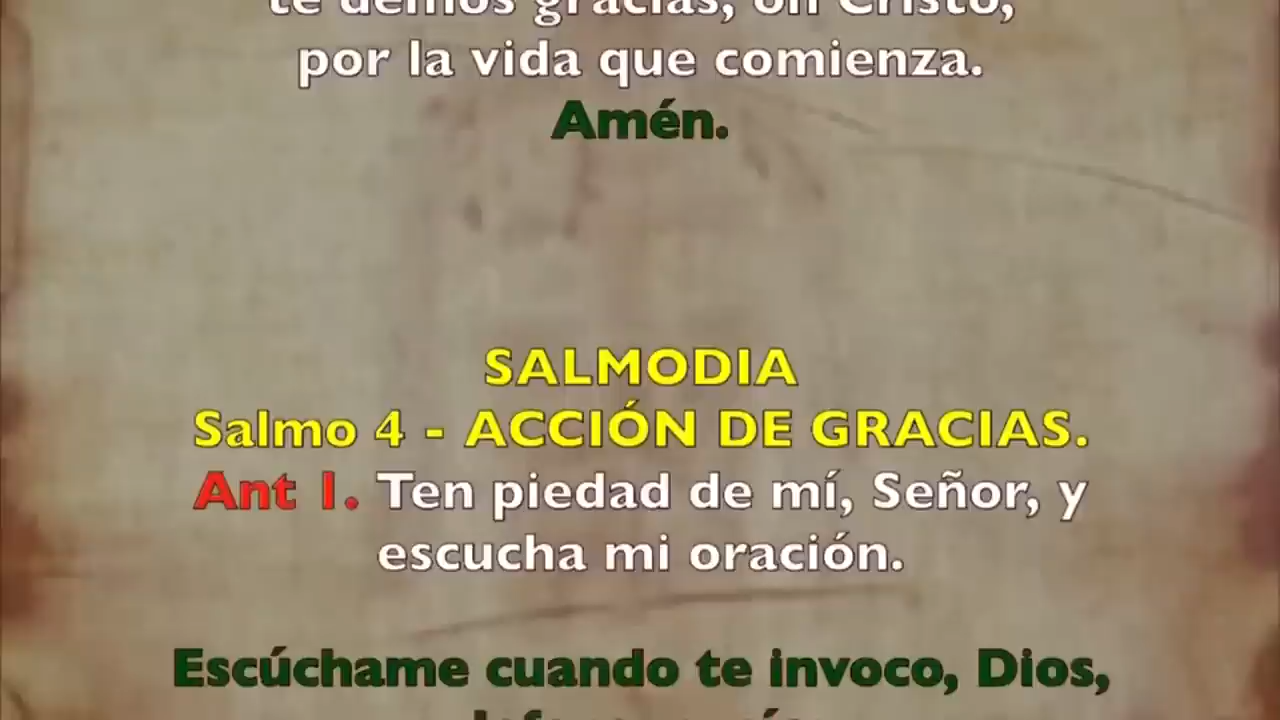 te demos gracias, oh Cristo,
por la vida que comienza.
Amén.
SALMODIA
Salmo 4 - ACCIÓN DE GRACIAS.
Ant 1. Ten piedad de mí, Señor, y
escucha mi oración.
Escúchame cuando te invoco, Dios,